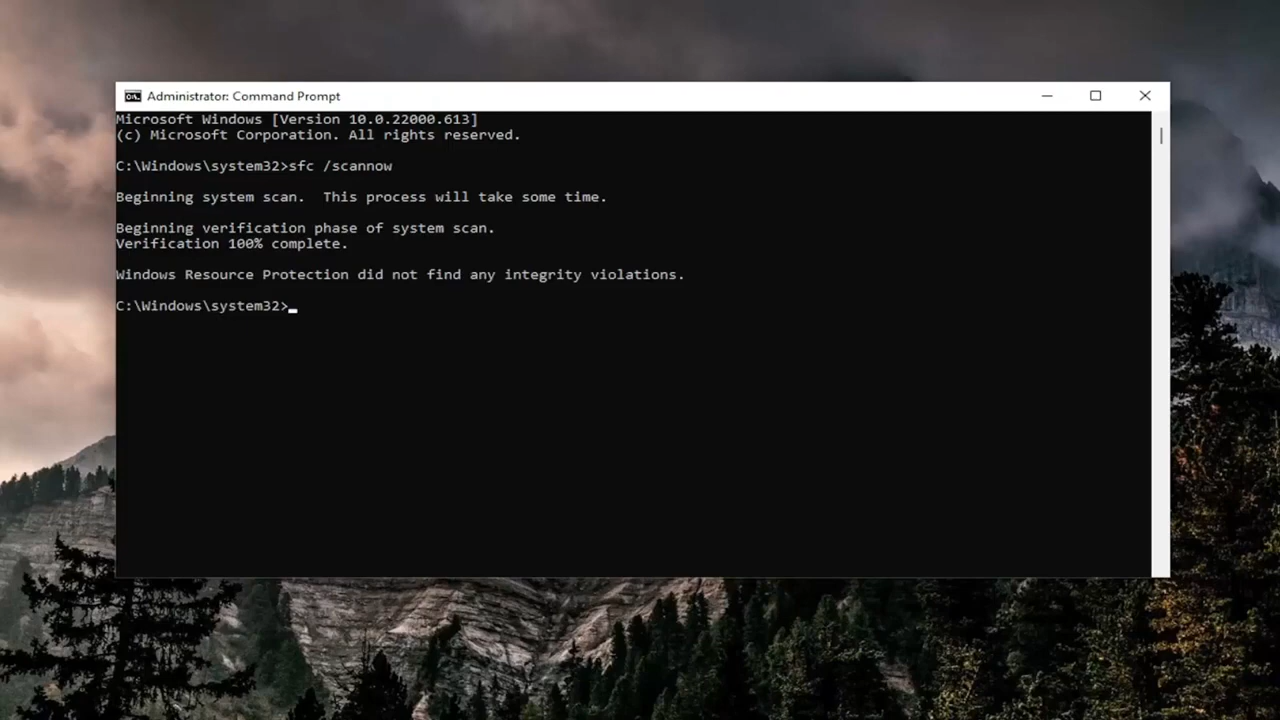 Administrator: Command Prompt
Microsoft Windows [Version 10.0.22000.613]
(c) Microsoft Corporation. All rights reserved.
C:\Windows\system32>sfc /scannow
Beginning system scan.  This process will take some time.
Beginning verification phase of system scan.
Verification 100% complete.
Windows Resource Protection did not find any integrity violations.
C:\Windows\system32>